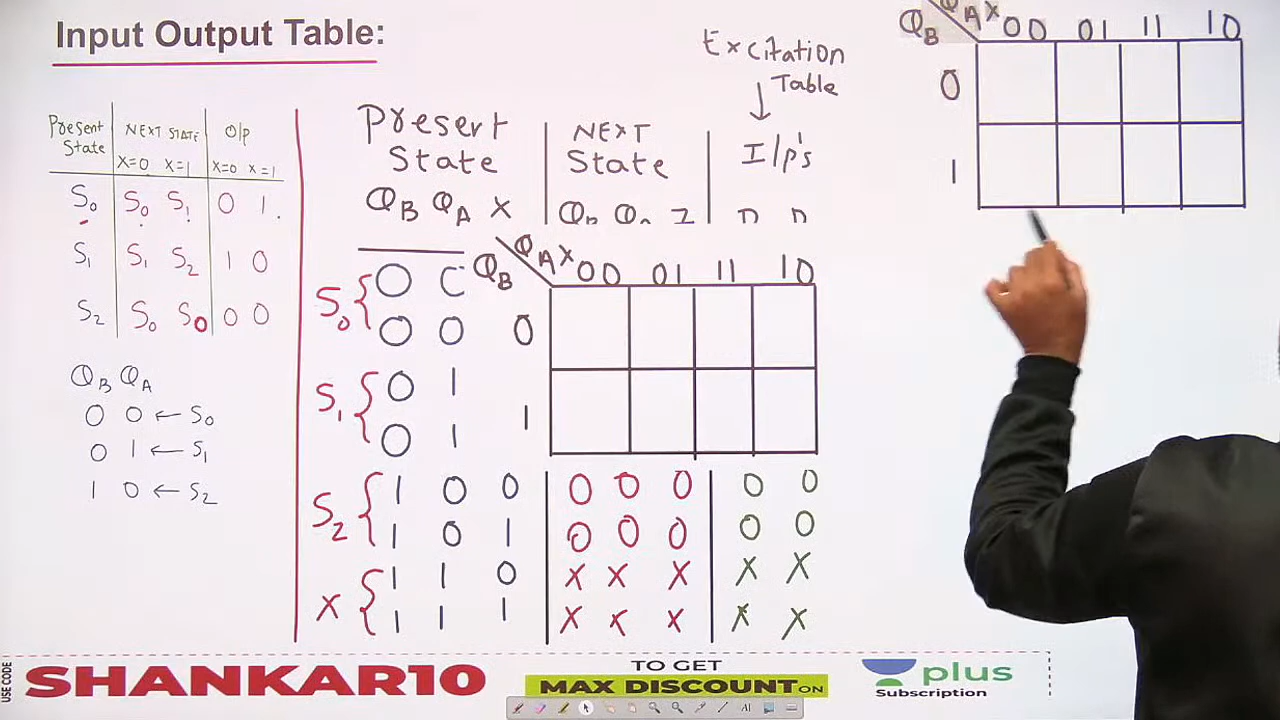 Input Output Table:
Present State | NEXT STATE | O/p
X=0 X=1 | X=0 X=1
S0 | S0 S1 | 0 1
S1 | S1 S2 | 1 0
S2 | S0 S0 | 0 0
QB QA
0 0 ← S0
0 1 ← S1
1 0 ← S2
Excitation
Table
Present State | NEXT State | I/p's
QB QA X
S0 { 0
0 0
S1 { 0 1
0 1
S2 { 1 0 0 | 0 0 0 | 0 0
1 0 1 | 0 0 0 | 0 0
X { 1 1 0 | X X X | X X
1 1 1 | X X X | X X
QB \ QA X 00 01 11 10
0
1
QB \ QA X 00 01 11 10
0
1
USE CODE
SHANKAR10
TO GET
MAX DISCOUNT ON
plus
Subscription